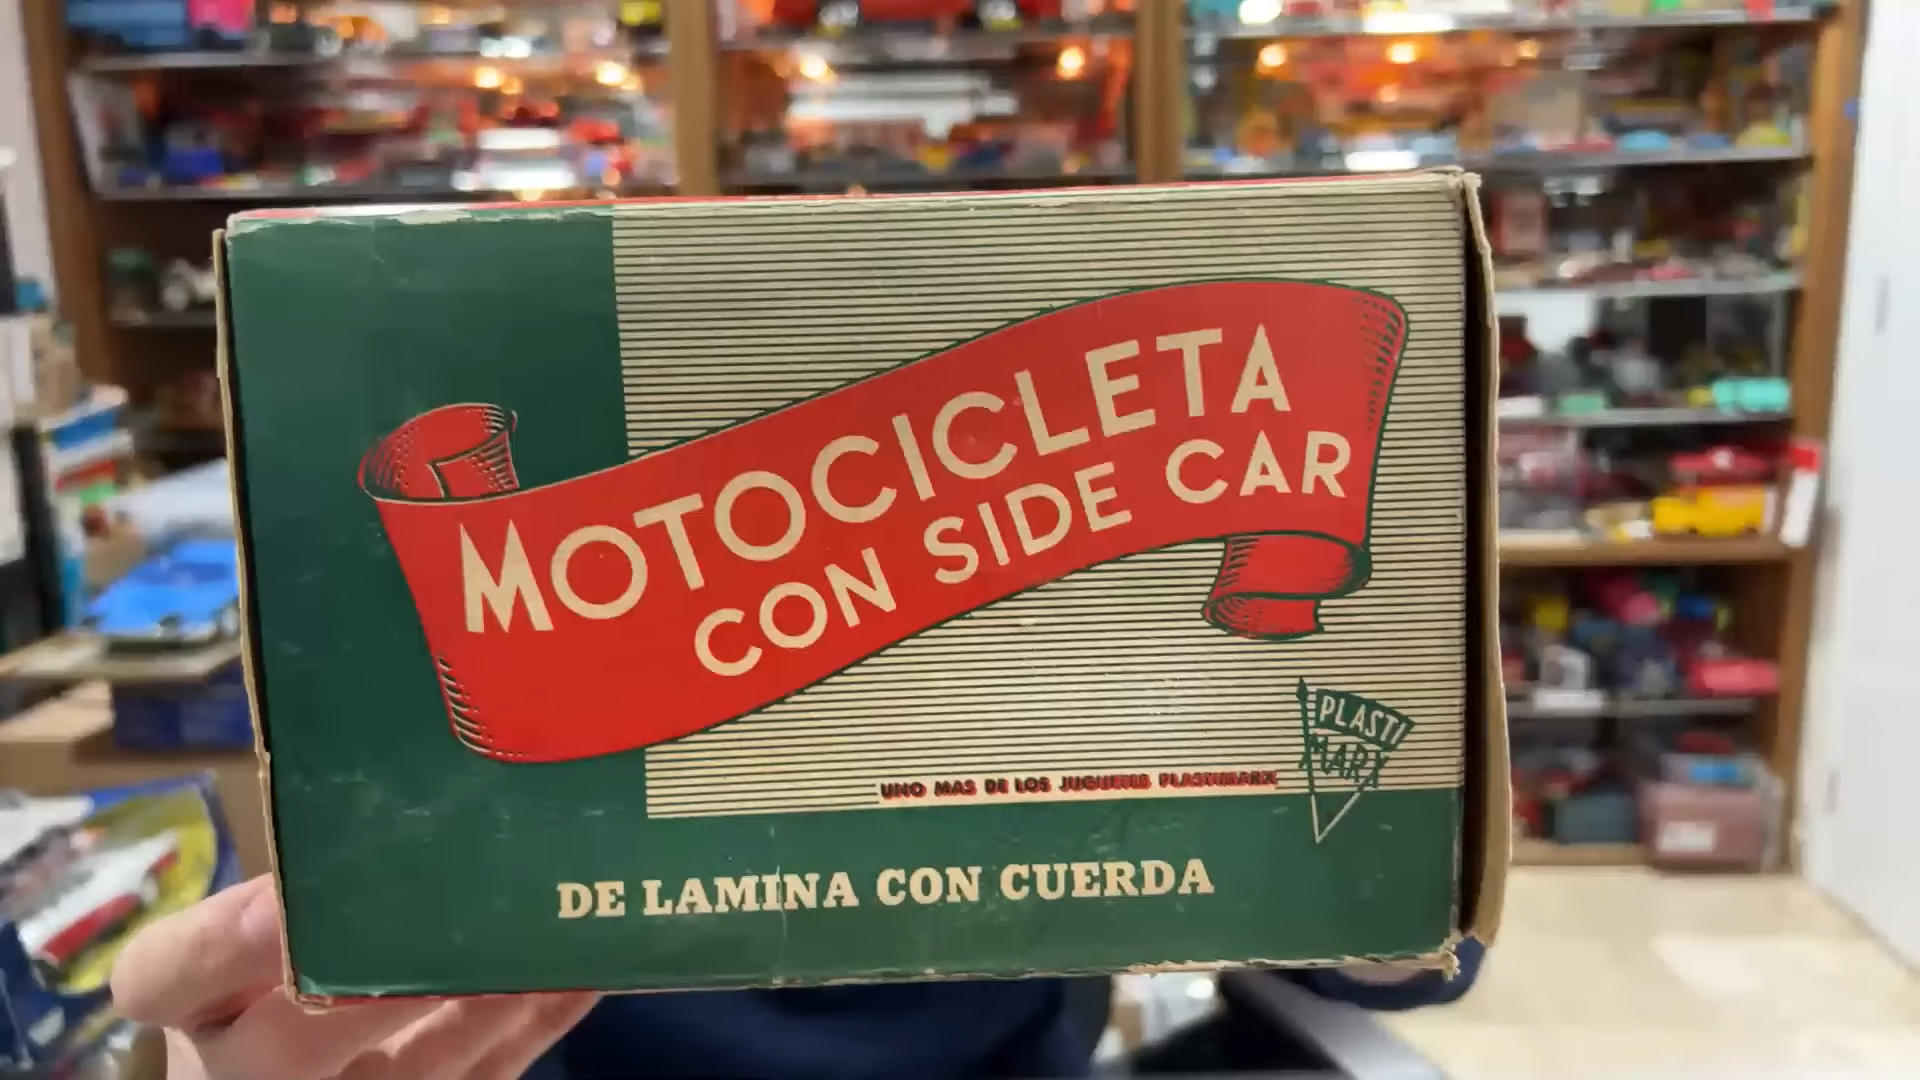 MOTOCICLETA
CON SIDE CAR
PLASTI
MARX
UNO MAS DE LOS JUGUETES PLASTIMARX
DE LAMINA CON CUERDA